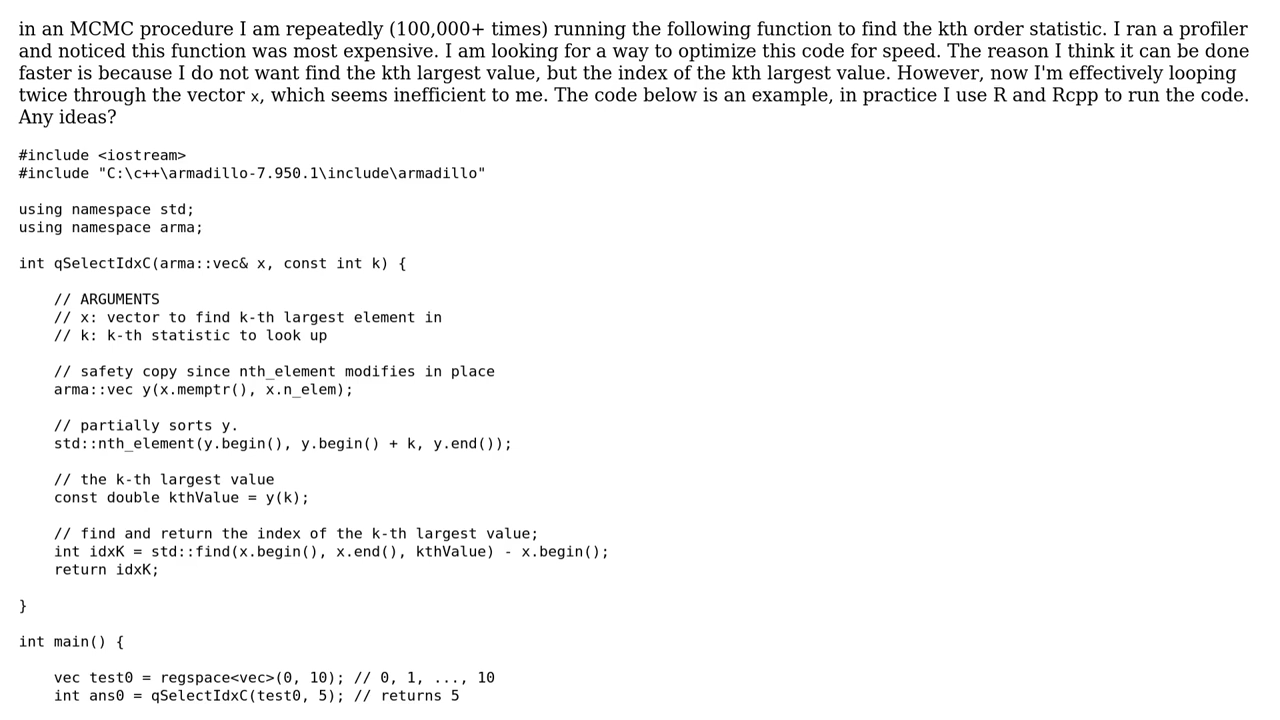 in an MCMC procedure I am repeatedly (100,000+ times) running the following function to find the kth order statistic. I ran a profiler
and noticed this function was most expensive. I am looking for a way to optimize this code for speed. The reason I think it can be done
faster is because I do not want find the kth largest value, but the index of the kth largest value. However, now I'm effectively looping
twice through the vector x, which seems inefficient to me. The code below is an example, in practice I use R and Rcpp to run the code.
Any ideas?
#include <iostream>
#include "C:\c++\armadillo-7.950.1\include\armadillo"
using namespace std;
using namespace arma;
int qSelectIdxC(arma::vec& x, const int k) {
    // ARGUMENTS
    // x: vector to find k-th largest element in
    // k: k-th statistic to look up
    // safety copy since nth_element modifies in place
    arma::vec y(x.memptr(), x.n_elem);
    // partially sorts y.
    std::nth_element(y.begin(), y.begin() + k, y.end());
    // the k-th largest value
    const double kthValue = y(k);
    // find and return the index of the k-th largest value;
    int idxK = std::find(x.begin(), x.end(), kthValue) - x.begin();
    return idxK;
}
int main() {
    vec test0 = regspace<vec>(0, 10); // 0, 1, ..., 10
    int ans0 = qSelectIdxC(test0, 5); // returns 5